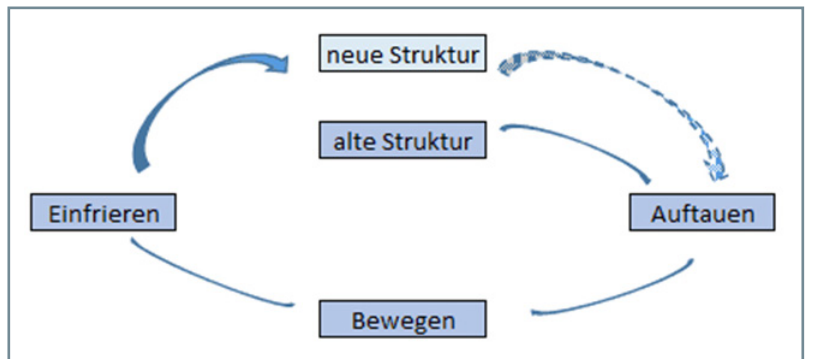 neue Struktur
alte Struktur
Einfrieren
Auftauen
Bewegen